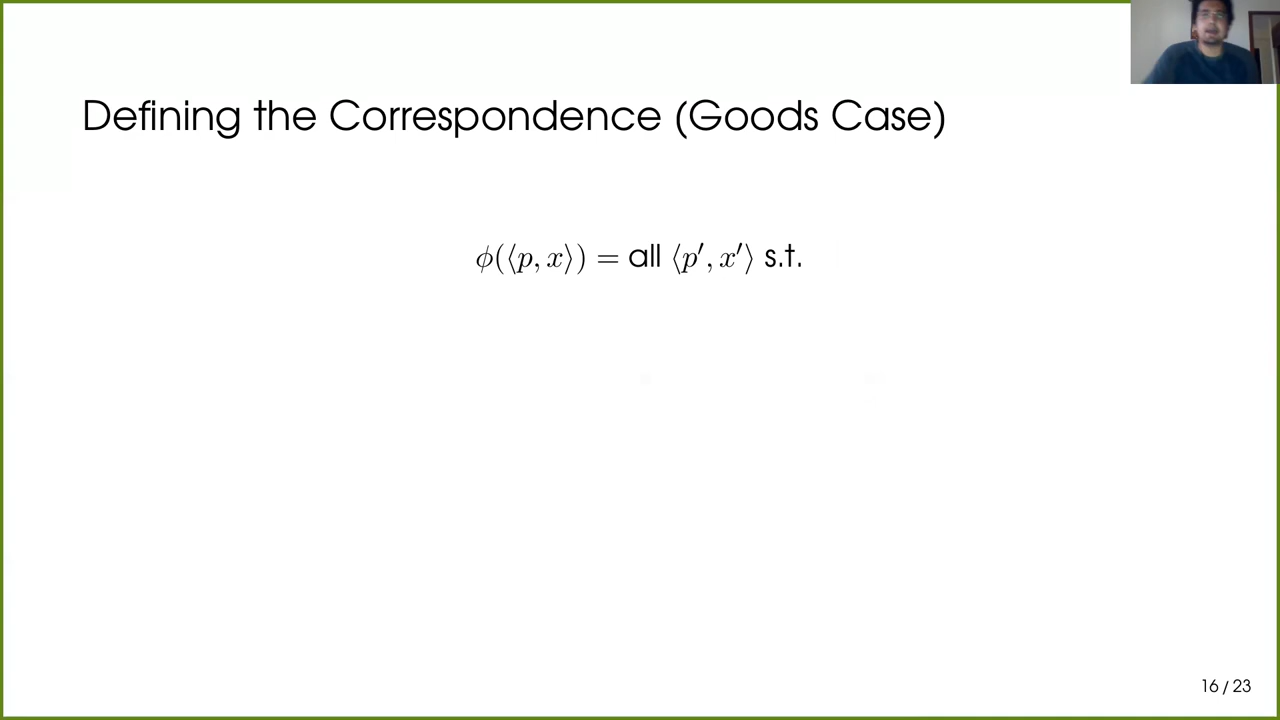 Defining the Correspondence (Goods Case)
ϕ(⟨p, x⟩) = all ⟨p′, x′⟩ s.t.
16 / 23